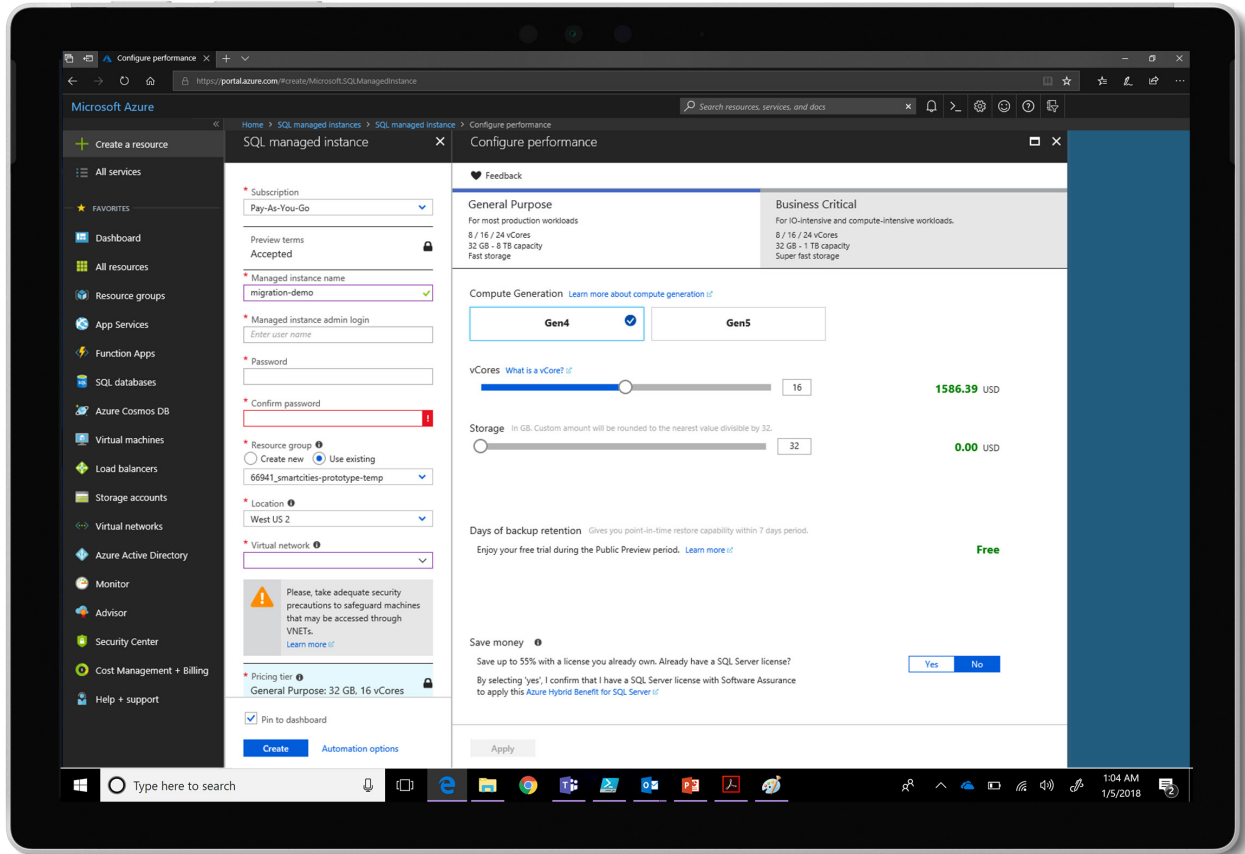 Configure performance
https://portal.azure.com/#create/Microsoft.SQLManagedInstance
Microsoft Azure
Search resources, services, and docs
Home > SQL managed instances > SQL managed instance > Configure performance
Create a resource
All services
FAVORITES
Dashboard
All resources
Resource groups
App Services
Function Apps
SQL databases
Azure Cosmos DB
Virtual machines
Load balancers
Storage accounts
Virtual networks
Azure Active Directory
Monitor
Advisor
Security Center
Cost Management + Billing
Help + support
SQL managed instance
* Subscription
Pay-As-You-Go
Preview terms
Accepted
* Managed instance name
migration-demo
* Managed instance admin login
Enter user name
* Password
* Confirm password
* Resource group
Create new Use existing
66941_smartcities-prototype-temp
* Location
West US 2
* Virtual network
Please, take adequate security
precautions to safeguard machines
that may be accessed through
VNETs.
Learn more
* Pricing tier
General Purpose: 32 GB, 16 vCores
Pin to dashboard
Create Automation options
Configure performance
Feedback
General Purpose
For most production workloads
8 / 16 / 24 vCores
32 GB - 8 TB capacity
Fast storage
Business Critical
For IO-intensive and compute-intensive workloads.
8 / 16 / 24 vCores
32 GB - 1 TB capacity
Super fast storage
Compute Generation Learn more about compute generation
Gen4 Gen5
vCores What is a vCore?
16 1586.39 USD
Storage In GB. Custom amount will be rounded to the nearest value divisible by 32.
32 0.00 USD
Days of backup retention Gives you point-in-time restore capability within 7 days period.
Enjoy your free trial during the Public Preview period. Learn more Free
Save money
Save up to 55% with a license you already own. Already have a SQL Server license? Yes No
By selecting 'yes', I confirm that I have a SQL Server license with Software Assurance
to apply this Azure Hybrid Benefit for SQL Server
Apply
Type here to search
1:04 AM
1/5/2018